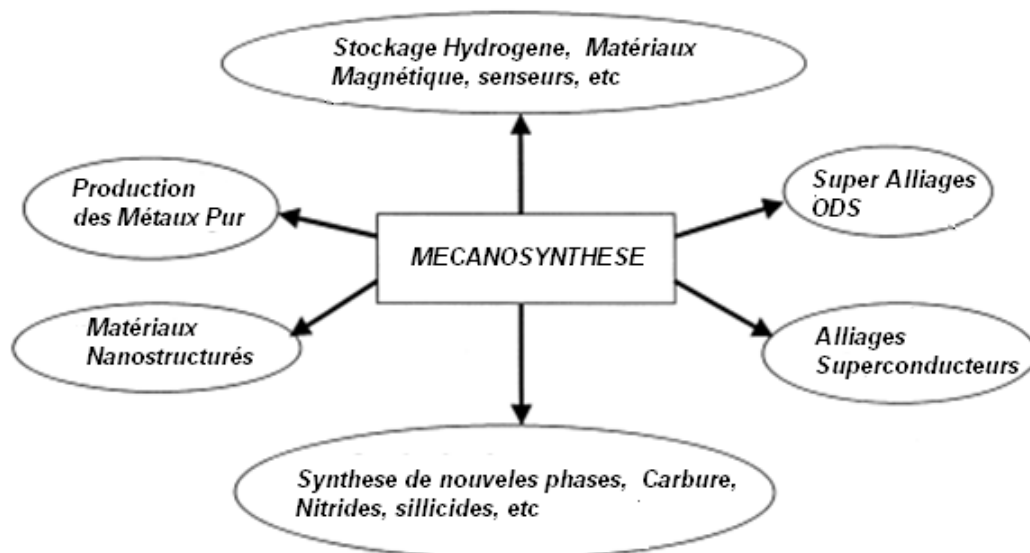 Stockage Hydrogene, Matériaux
Magnétique, senseurs, etc
Production
des Métaux Pur
Super Alliages
ODS
MECANOSYNTHESE
Matériaux
Nanostructurés
Alliages
Superconducteurs
Synthese de nouveles phases, Carbure,
Nitrides, sillicides, etc